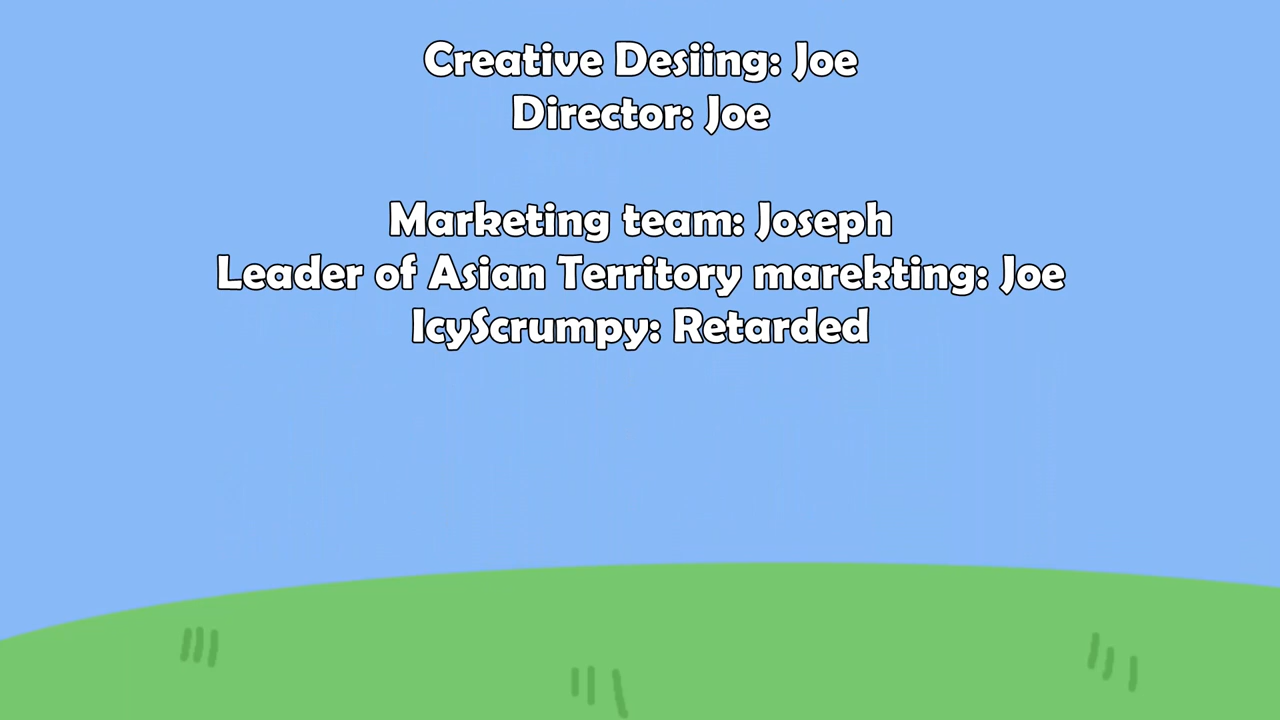 Creative Desiing: Joe
Director: Joe
Marketing team: Joseph
Leader of Asian Territory marekting: Joe
IcyScrumpy: Retarded